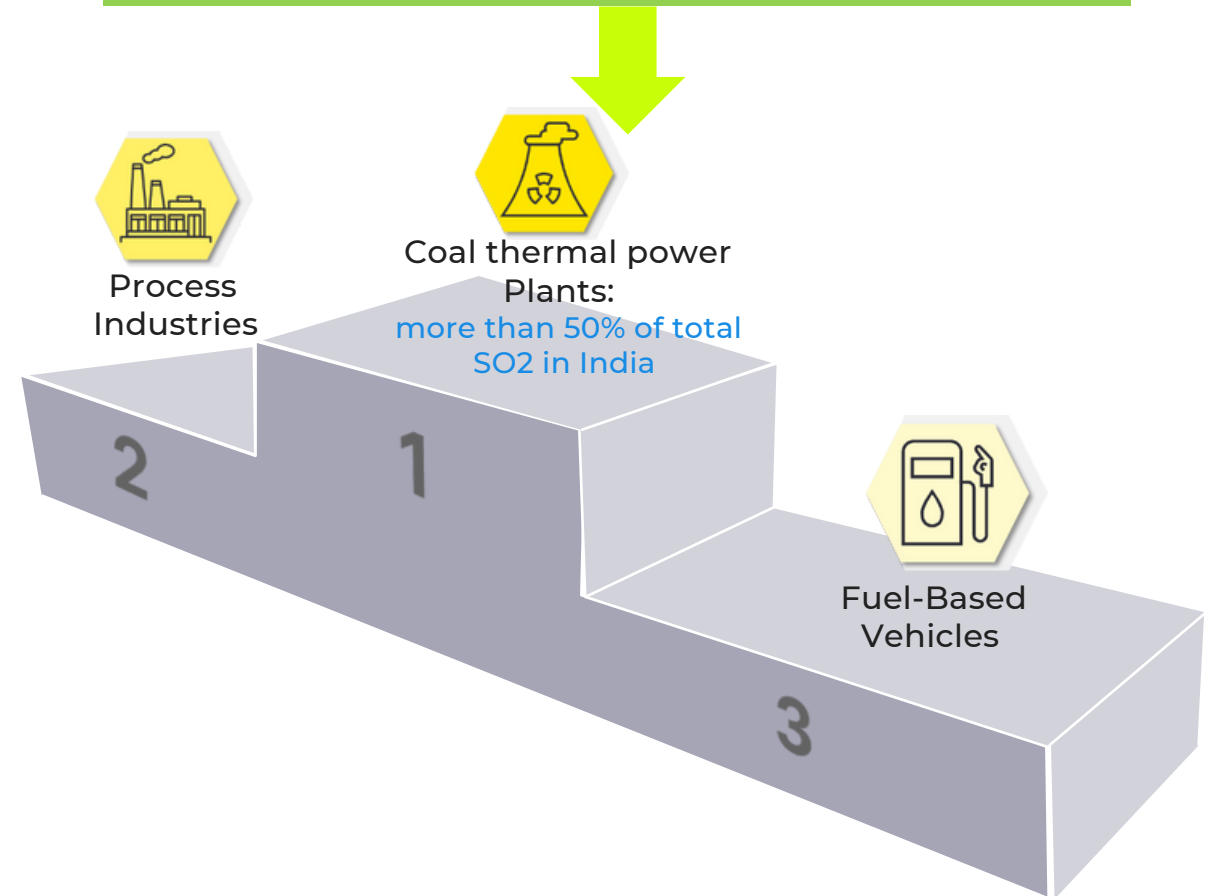 Process
Industries
2
Coal thermal power
Plants:
more than 50% of total
SO2 in India
1
Fuel-Based
Vehicles
3